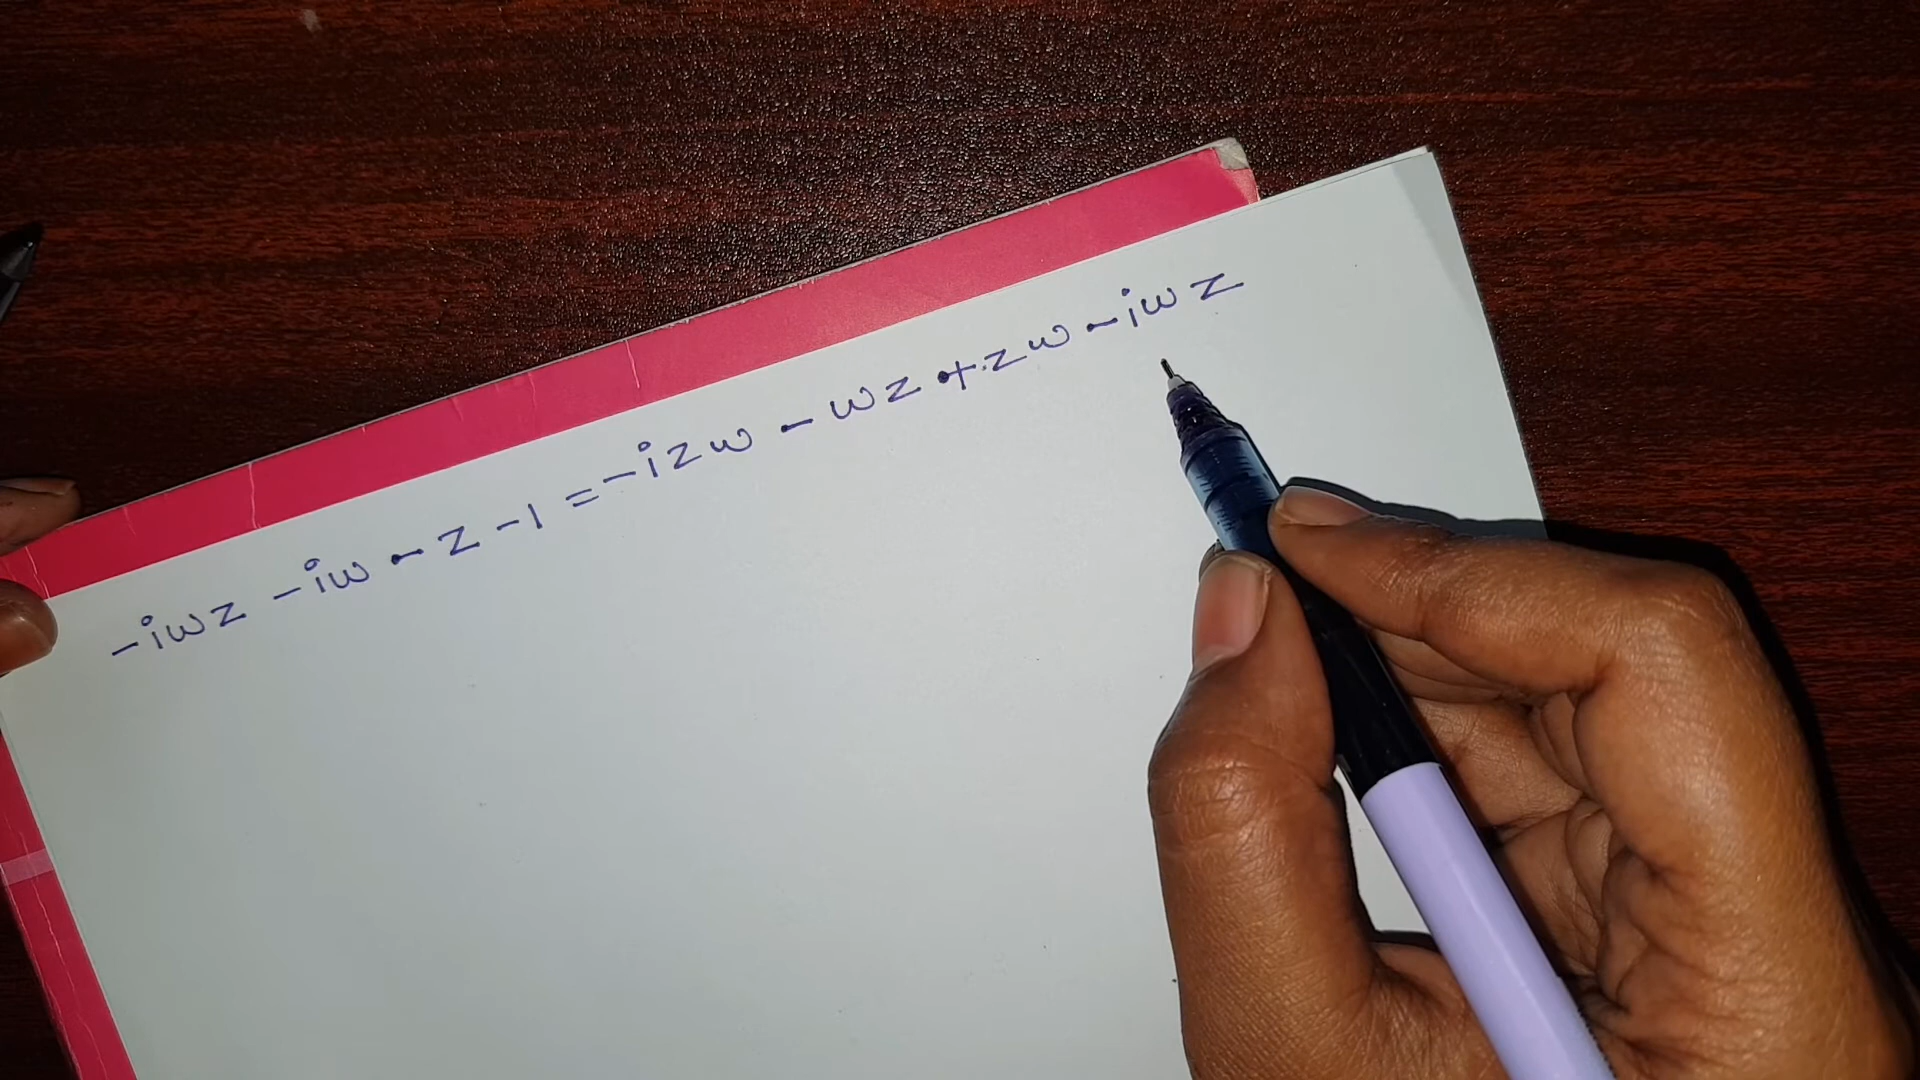 -iwz - iw - z - 1 = -izw - wz + zw - iwz